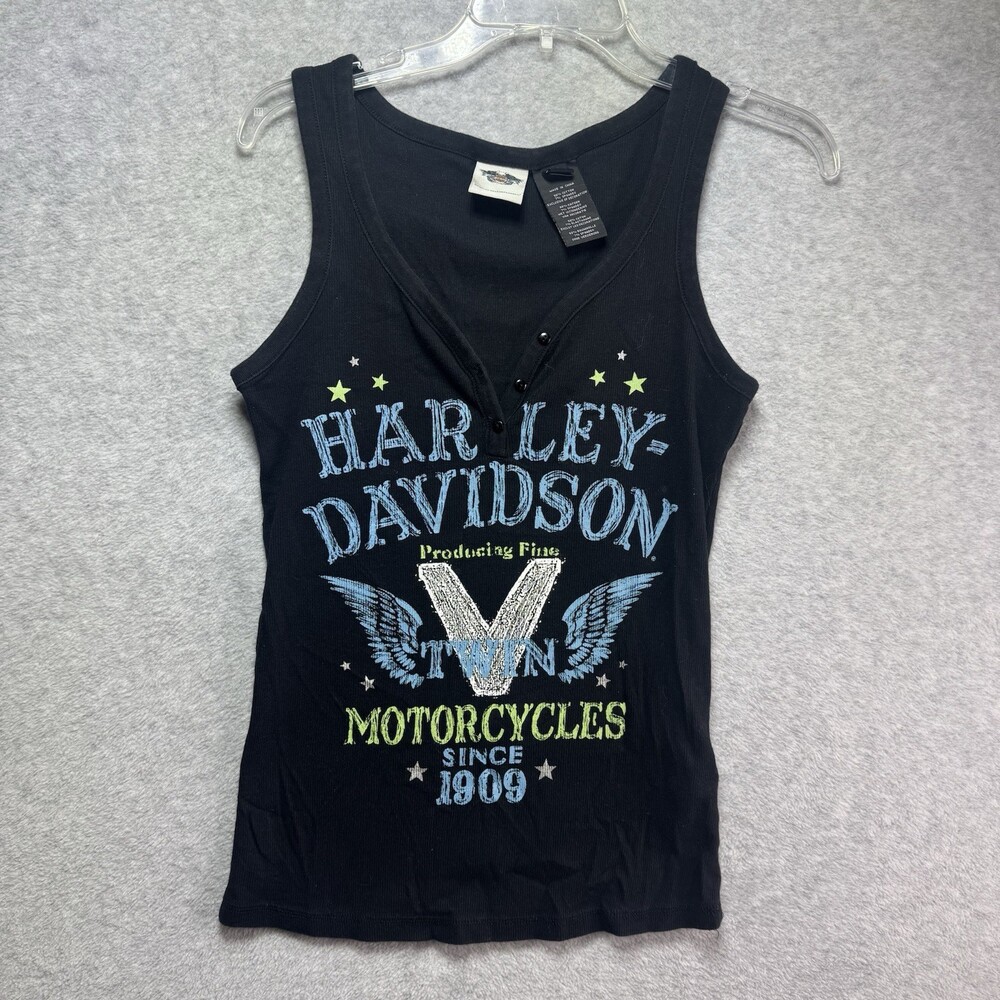 HARLEY-
DAVIDSON
Producing Fine
V
TWIN
MOTORCYCLES
SINCE
1909